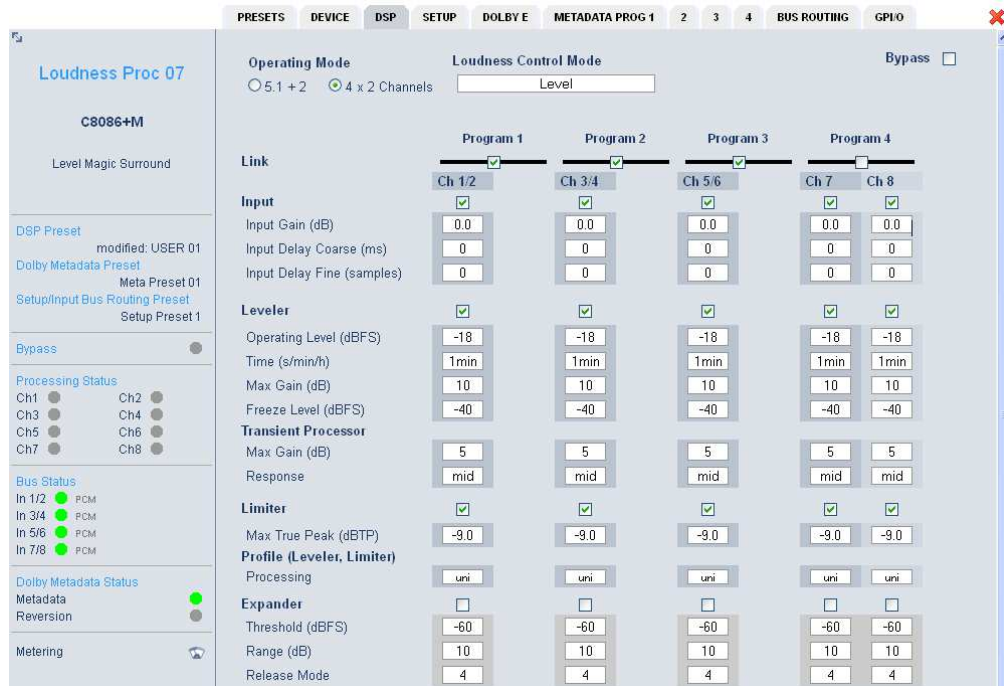 PRESETS DEVICE DSP SETUP DOLBY E METADATA PROG 1 2 3 4 BUS ROUTING GPI/O
Loudness Proc 07
C8086+M
Level Magic Surround
DSP Preset
modified: USER 01
Dolby Metadata Preset
Meta Preset 01
Setup/Input Bus Routing Preset
Setup Preset 1
Bypass
Processing Status
Ch1 Ch2
Ch3 Ch4
Ch5 Ch6
Ch7 Ch8
Bus Status
In 1/2 PCM
In 3/4 PCM
In 5/6 PCM
In 7/8 PCM
Dolby Metadata Status
Metadata
Reversion
Metering
Operating Mode Loudness Control Mode Bypass
5.1 + 2 4 x 2 Channels Level
Program 1 Program 2 Program 3 Program 4
Link
Ch 1/2 Ch 3/4 Ch 5/6 Ch 7 Ch 8
Input
Input Gain (dB) 0.0 0.0 0.0 0.0 0.0
Input Delay Coarse (ms) 0 0 0 0 0
Input Delay Fine (samples) 0 0 0 0 0
Leveler
Operating Level (dBFS) -18 -18 -18 -18 -18
Time (s/min/h) 1min 1min 1min 1min 1min
Max Gain (dB) 10 10 10 10 10
Freeze Level (dBFS) -40 -40 -40 -40 -40
Transient Processor
Max Gain (dB) 5 5 5 5 5
Response mid mid mid mid mid
Limiter
Max True Peak (dBTP) -9.0 -9.0 -9.0 -9.0 -9.0
Profile (Leveler, Limiter)
Processing uni uni uni uni uni
Expander
Threshold (dBFS) -60 -60 -60 -60 -60
Range (dB) 10 10 10 10 10
Release Mode 4 4 4 4 4